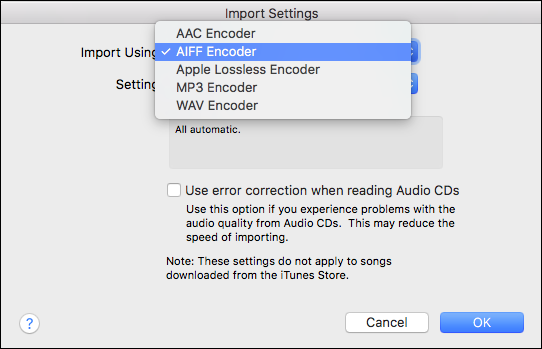 Import Settings
AAC Encoder
Import Using ✓ AIFF Encoder
Apple Lossless Encoder
Setting MP3 Encoder
WAV Encoder
All automatic.
Use error correction when reading Audio CDs
Use this option if you experience problems with the
audio quality from Audio CDs. This may reduce the
speed of importing.
Note: These settings do not apply to songs
downloaded from the iTunes Store.
? Cancel OK